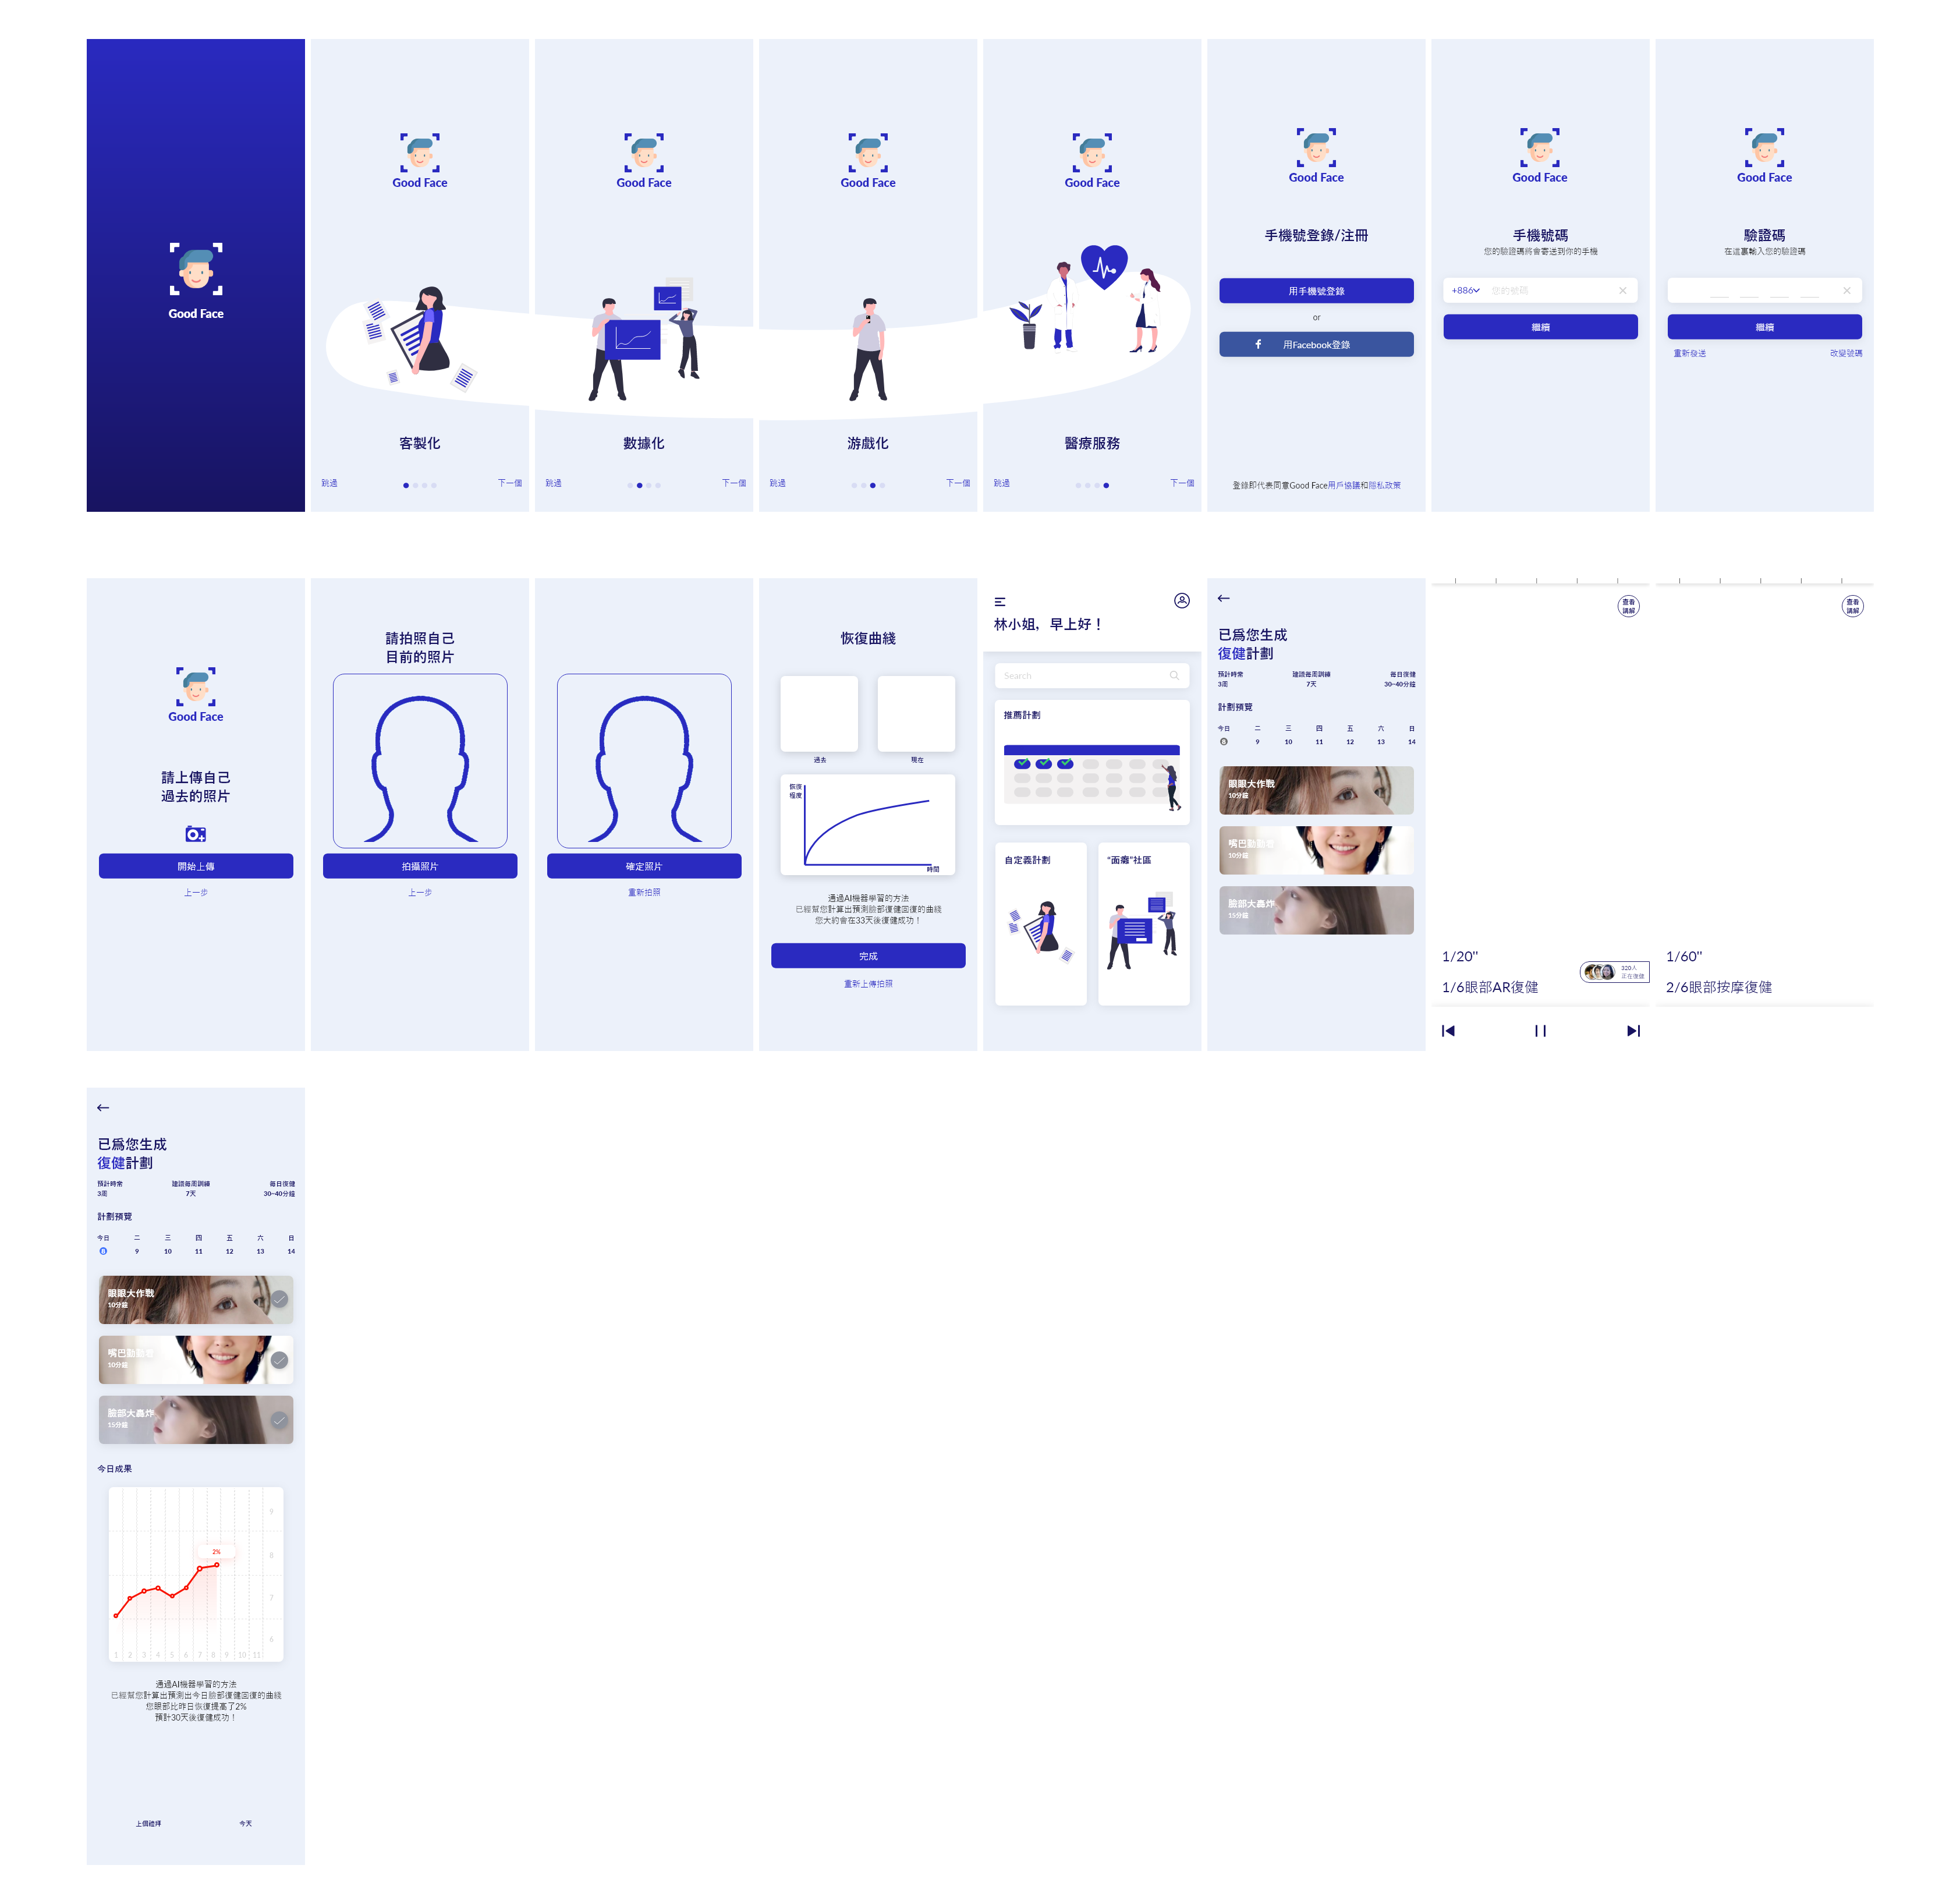 Good Face
Good Face
客製化
跳過
下一個
Good Face
數據化
跳過
下一個
Good Face
游戲化
跳過
下一個
Good Face
醫療服務
跳過
下一個
Good Face
手機號登錄/注冊
用手機號登錄
or
用Facebook登錄
登錄即代表同意Good Face用戶協議和隱私政策
Good Face
手機號碼
您的驗證碼將會寄送到你的手機
+886
您的號碼
繼續
Good Face
驗證碼
在這裏輸入您的驗證碼
繼續
重新發送
改變號碼
Good Face
請上傳自己
過去的照片
開始上傳
上一步
請拍照自己
目前的照片
拍攝照片
上一步
確定照片
重新拍照
恢復曲綫
過去
現在
恢復
程度
時間
通過AI機器學習的方法
已經幫您計算出預測臉部復健回復的曲綫
您大約會在33天後復健成功！
完成
重新上傳拍照
林小姐，早上好！
Search
推薦計劃
自定義計劃
“面癱”社區
已爲您生成
復健計劃
預計時常
建議每周訓練
每日復健
3周
7天
30-40分鐘
計劃預覽
今日 二 三 四 五 六 日
8 9 10 11 12 13 14
眼眼大作戰
10分鐘
嘴巴動動看
10分鐘
臉部大轟炸
15分鐘
查看
講解
1/20"
320人
正在復健
1/6眼部AR復健
查看
講解
1/60"
2/6眼部按摩復健
已爲您生成
復健計劃
預計時常
建議每周訓練
每日復健
3周
7天
30-40分鐘
計劃預覽
今日 二 三 四 五 六 日
8 9 10 11 12 13 14
眼眼大作戰
10分鐘
嘴巴動動看
10分鐘
臉部大轟炸
15分鐘
今日成果
9
8
2%
7
6
1 2 3 4 5 6 7 8 9 10 11
通過AI機器學習的方法
已經幫您計算出預測出今日臉部復健回復的曲綫
您眼部比昨日恢復提高了2%
預計30天後復健成功！
上個禮拜
今天